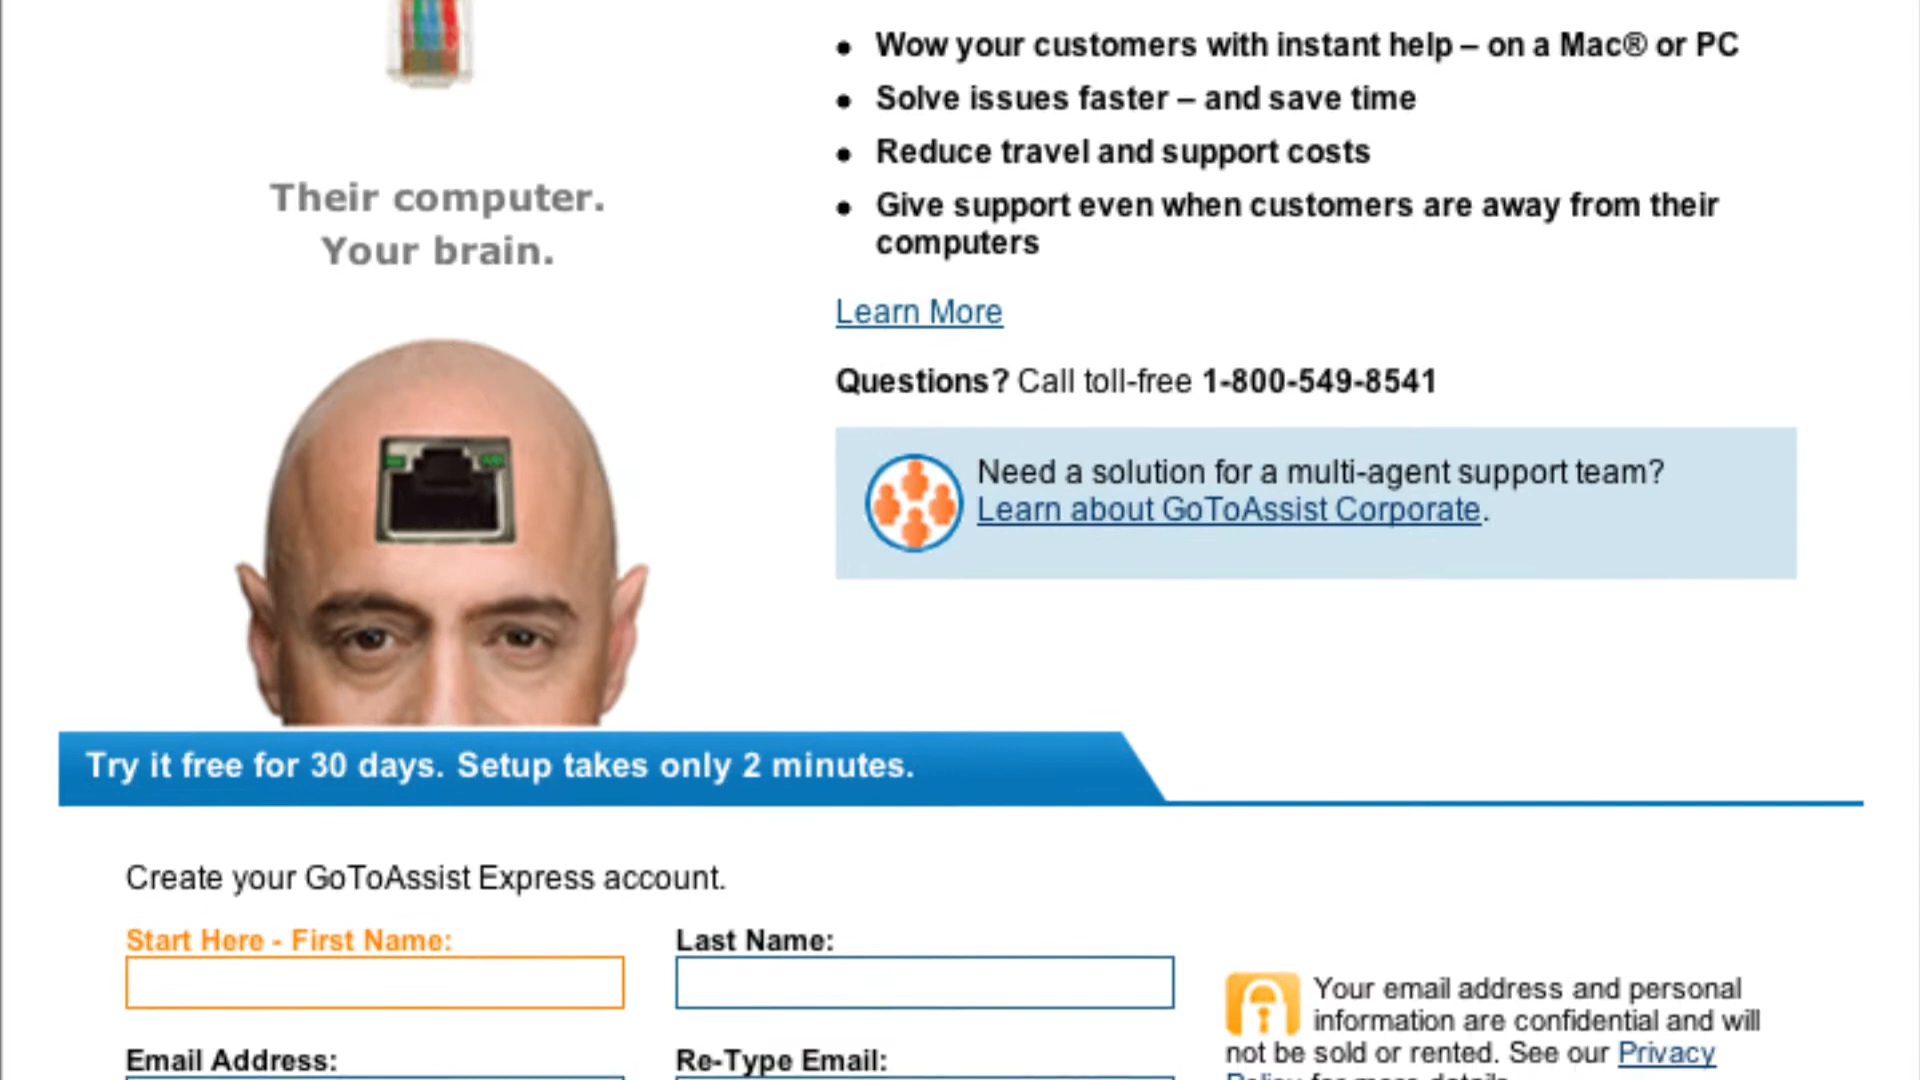 Wow your customers with instant help – on a Mac® or PC
Solve issues faster – and save time
Reduce travel and support costs
Give support even when customers are away from their
computers
Their computer.
Your brain.
Learn More
Questions? Call toll-free 1-800-549-8541
Need a solution for a multi-agent support team?
Learn about GoToAssist Corporate.
Try it free for 30 days. Setup takes only 2 minutes.
Create your GoToAssist Express account.
Start Here - First Name:
Last Name:
Your email address and personal
information are confidential and will
not be sold or rented. See our Privacy
Policy for more details.
Email Address:
Re-Type Email: